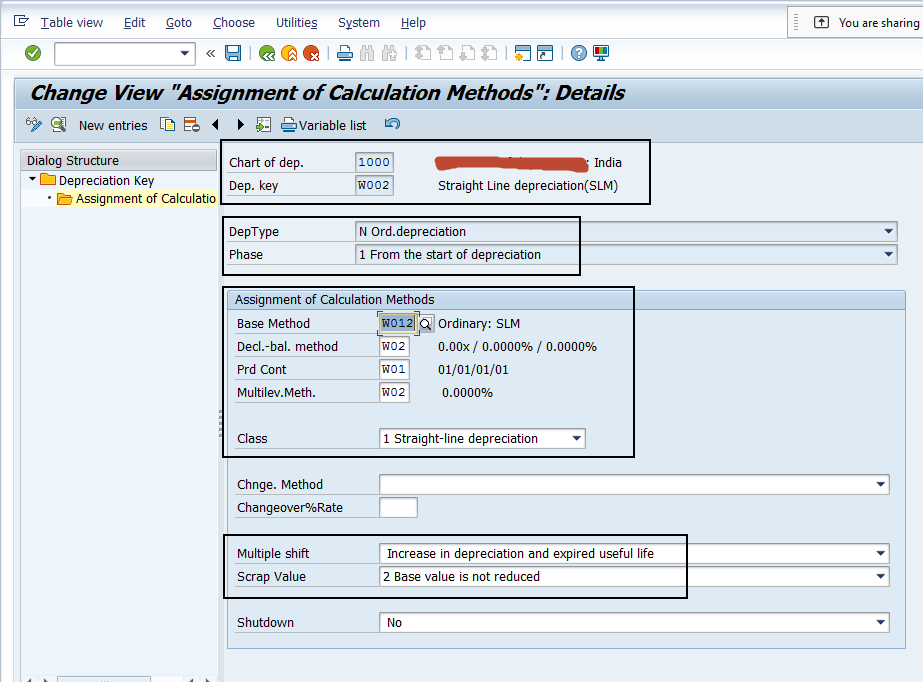 Table view Edit Goto Choose Utilities System Help
You are sharing
Change View "Assignment of Calculation Methods": Details
New entries Variable list
Dialog Structure
Depreciation Key
Assignment of Calculatio
Chart of dep. 1000 : India
Dep. key W002 Straight Line depreciation(SLM)
DepType N Ord.depreciation
Phase 1 From the start of depreciation
Assignment of Calculation Methods
Base Method W012 Ordinary: SLM
Decl.-bal. method W02 0.00x / 0.0000% / 0.0000%
Prd Cont W01 01/01/01/01
Multilev.Meth. W02 0.0000%
Class 1 Straight-line depreciation
Chnge. Method
Changeover%Rate
Multiple shift Increase in depreciation and expired useful life
Scrap Value 2 Base value is not reduced
Shutdown No